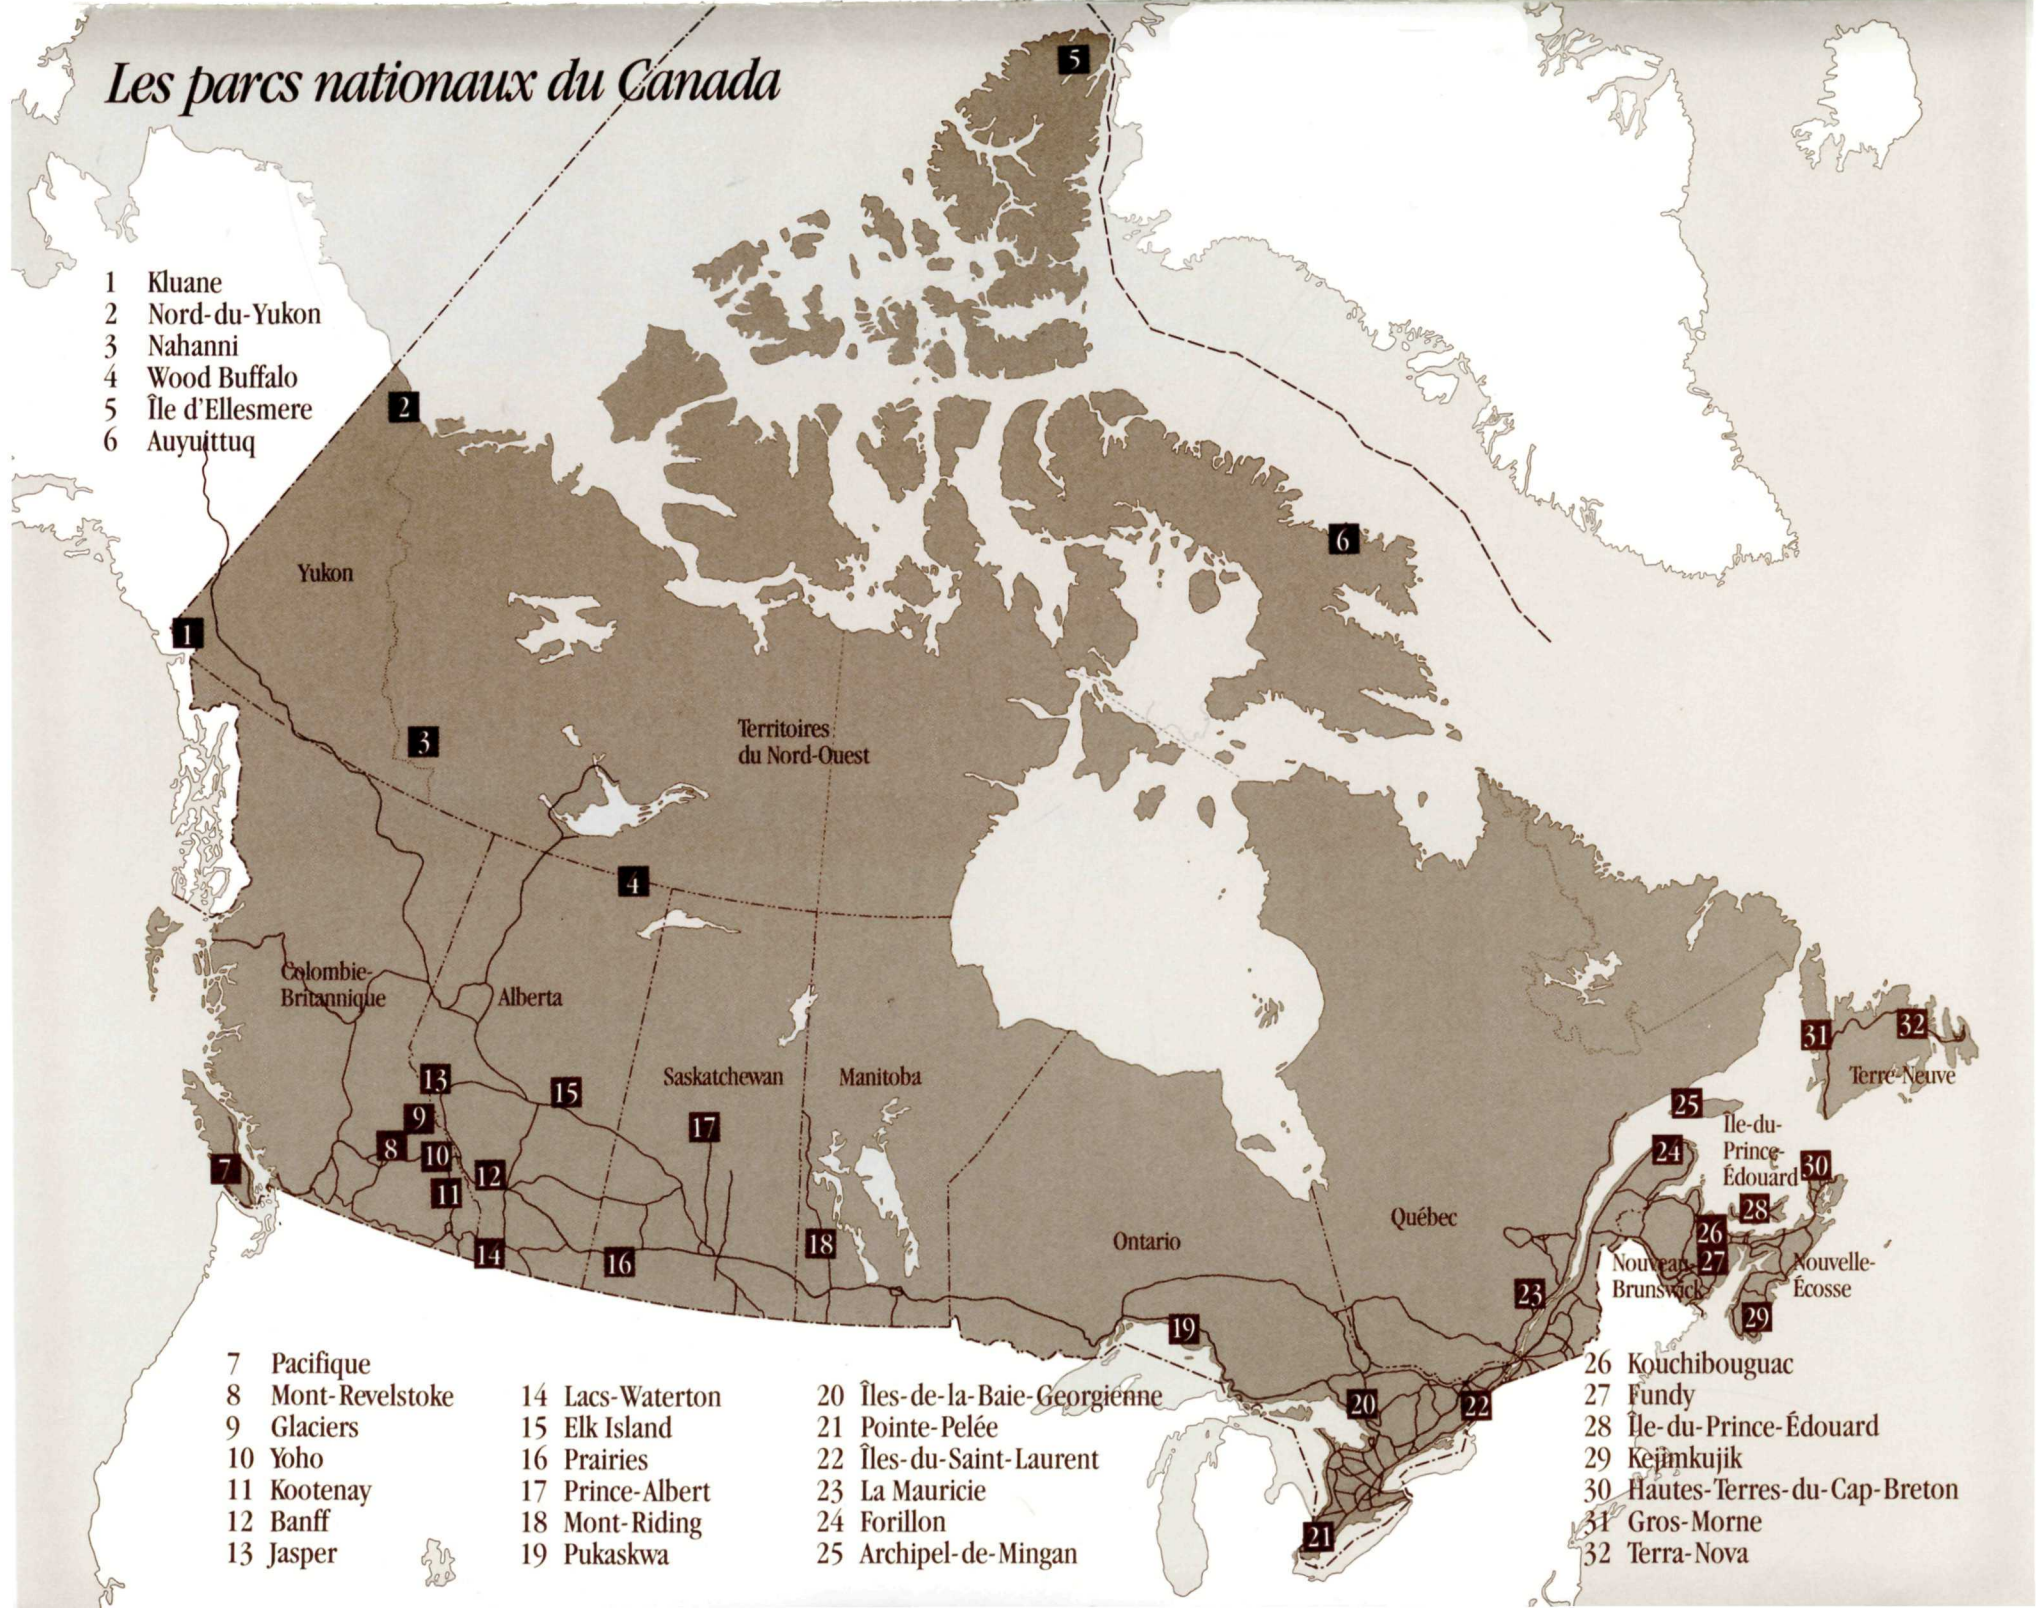 Les parcs nationaux du Canada
1 Kluane
2 Nord-du-Yukon
3 Nahanni
4 Wood Buffalo
5 Île d'Ellesmere
6 Auyuittuq
5
2
6
Yukon
1
3
Territoires
du Nord-Ouest
4
Colombie-
Britannique
Alberta
31
32
Saskatchewan
Manitoba
Terre-Neuve
13
15
25
9
17
Île-du-
Prince-
Édouard
8
10
24
30
7
12
11
28
Québec
26
14
16
18
Ontario
27
Nouveau-
Brunswick
Nouvelle-
Écosse
23
29
19
20
22
21
7 Pacifique
8 Mont-Revelstoke
9 Glaciers
10 Yoho
11 Kootenay
12 Banff
13 Jasper
14 Lacs-Waterton
15 Elk Island
16 Prairies
17 Prince-Albert
18 Mont-Riding
19 Pukaskwa
20 Îles-de-la-Baie-Georgienne
21 Pointe-Pelée
22 Îles-du-Saint-Laurent
23 La Mauricie
24 Forillon
25 Archipel-de-Mingan
26 Kouchibouguac
27 Fundy
28 Île-du-Prince-Édouard
29 Kejimkujik
30 Hautes-Terres-du-Cap-Breton
31 Gros-Morne
32 Terra-Nova